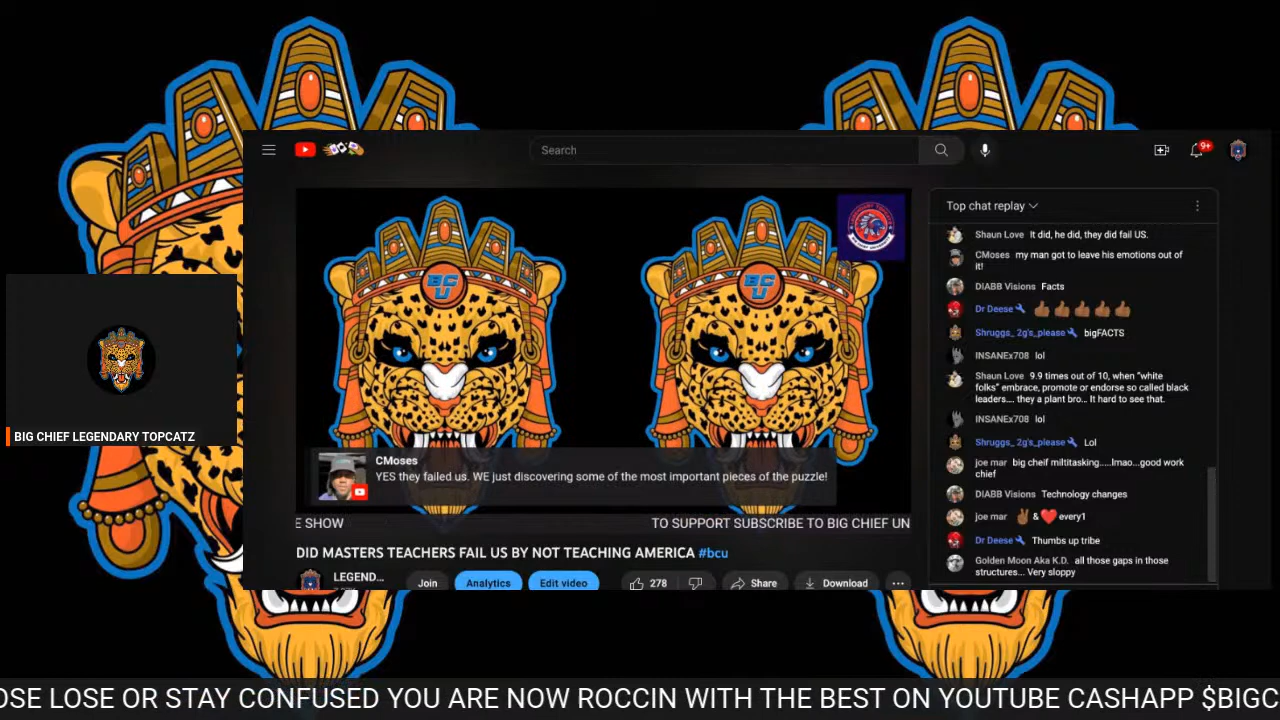 Search
9+
Top chat replay
Shaun Love It did, he did, they did fail US.
CMoses my man got to leave his emotions out of
it!
DIABB Visions Facts
Dr Deese
Shruggs_ 2g's_please bigFACTS
INSANEx708 lol
Shaun Love 9.9 times out of 10, when "white
folks" embrace, promote or endorse so called black
leaders.... they a plant bro... It hard to see that.
INSANEx708 lol
Shruggs_ 2g's_please Lol
joe mar big cheif miltitasking.....lmao...good work
chief
DIABB Visions Technology changes
joe mar ✌🏾 & ❤️ every1
Dr Deese Thumbs up tribe
Golden Moon Aka K.D. all those gaps in those
structures... Very sloppy
BCU
BCU
CMoses
YES they failed us. WE just discovering some of the most important pieces of the puzzle!
E SHOW
TO SUPPORT SUBSCRIBE TO BIG CHIEF UN
DID MASTERS TEACHERS FAIL US BY NOT TEACHING AMERICA #bcu
LEGEND...
Join
Analytics
Edit video
278
Share
Download
BIG CHIEF LEGENDARY TOPCATZ
OSE LOSE OR STAY CONFUSED YOU ARE NOW ROCCIN WITH THE BEST ON YOUTUBE CASHAPP $BIGC